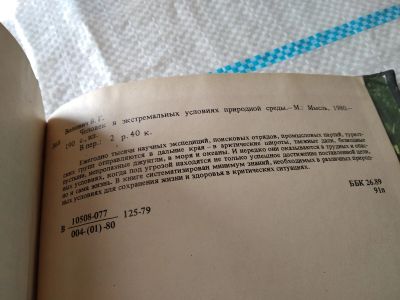 Волович В. Г.
Человек в экстремальных условиях природной среды.—М.: Мысль, 1980.—
190 с., ил.
В пер.: 2 р. 40 к.
Ежегодно тысячи научных экспедиций, поисковых отрядов, промысловых партий, турист-
ских групп отправляются в дальние края - в арктические широты, таежные дали, безводные
пустыни, непролазные джунгли, в моря и океаны. И нередко они оказываются в трудных и опас-
ных условиях, когда под угрозой находятся не только успешное достижение поставленной цели,
но и сама жизнь. В книге систематизирован минимум знаний, необходимых в различных природ-
ных условиях для сохранения жизни и здоровья в критических ситуациях.
ББК 26.89
91п
В 10508-077 125-79
004-(01)-80